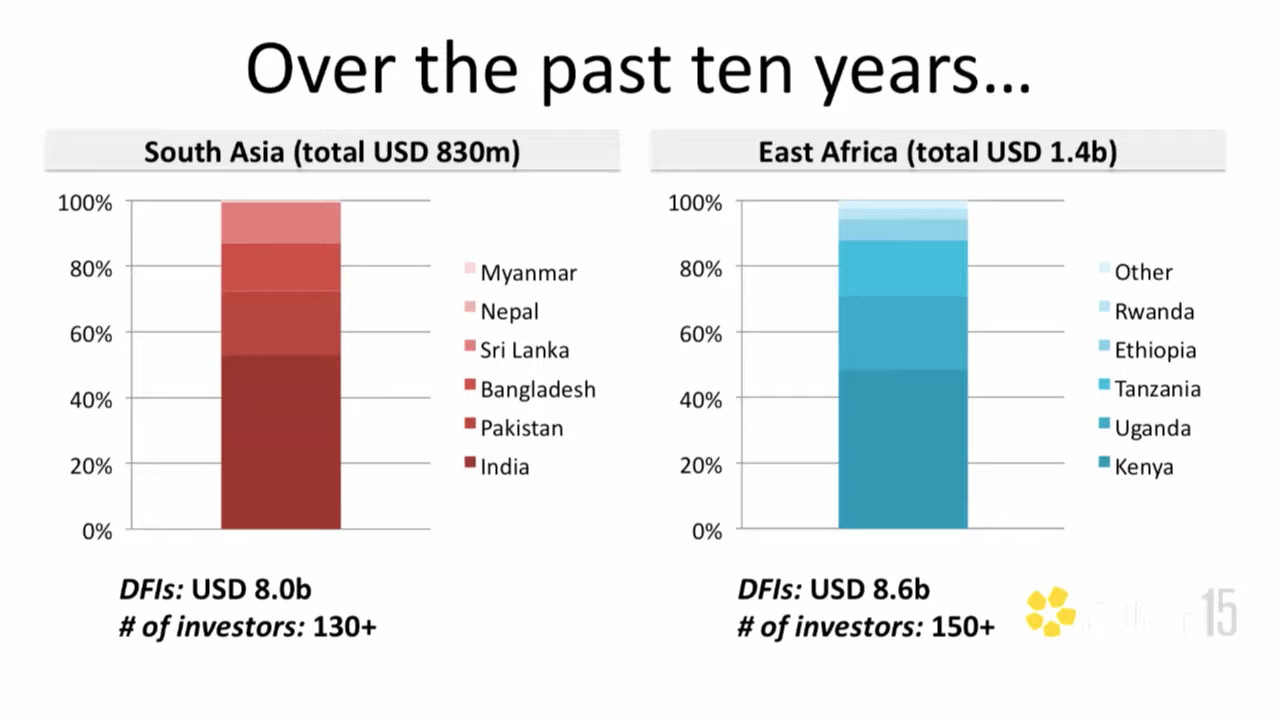 Over the past ten years...
South Asia (total USD 830m)
100%
80%
60%
40%
20%
0%
Myanmar
Nepal
Sri Lanka
Bangladesh
Pakistan
India
DFIs: USD 8.0b
# of investors: 130+
East Africa (total USD 1.4b)
100%
80%
60%
40%
20%
0%
Other
Rwanda
Ethiopia
Tanzania
Uganda
Kenya
DFIs: USD 8.6b
# of investors: 150+
15